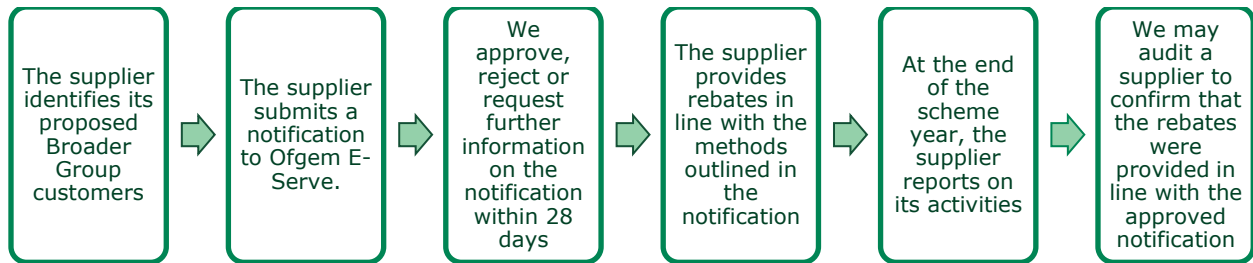 The supplier
identifies its
proposed
Broader
Group
customers
The supplier
submits a
notification
to Ofgem E-
Serve.
We
approve,
reject or
request
further
information
on the
notification
within 28
days
The supplier
provides
rebates in
line with the
methods
outlined in
the
notification
At the end
of the
scheme
year, the
supplier
reports on
its activities
We may
audit a
supplier to
confirm that
the rebates
were
provided in
line with the
approved
notification